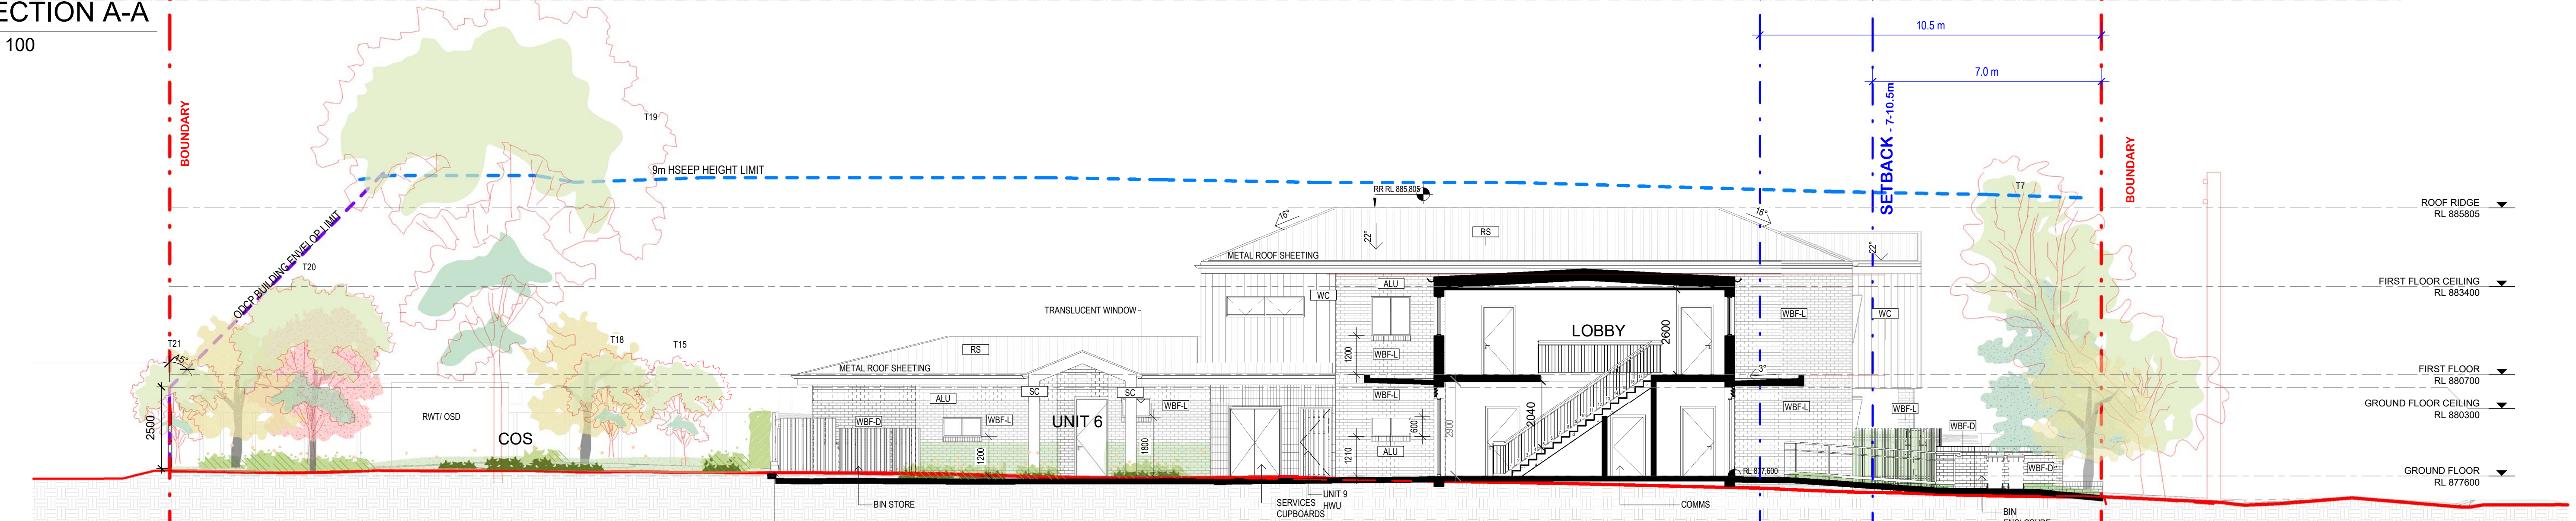 ECTION A-A
100
BOUNDARY
10.5 m
7.0 m
SETBACK - 7-10.5m
BOUNDARY
T19
9m HSEEP HEIGHT LIMIT
RR RL 885,805
T7
ROOF RIDGE
RL 885805
16°
16°
22°
RS
22°
METAL ROOF SHEETING
ODCP BUILDING ENVELOP LIMIT
T20
FIRST FLOOR CEILING
RL 883400
ALU
WC
TRANSLUCENT WINDOW
WBF-L
WC
LOBBY
2600
T21
45°
T18
T15
RS
1200
WBF-L
METAL ROOF SHEETING
3°
FIRST FLOOR
RL 880700
SC
SC
ALU
WBF-L
WBF-L
WBF-L
WBF-L
GROUND FLOOR CEILING
RL 880300
2500
RWT/ OSD
COS
WBF-D
WBF-L
UNIT 6
2040
2900
600
WBF-D
1200
1800
1210
ALU
RL 877,600
WBF-D
GROUND FLOOR
RL 877600
BIN STORE
SERVICES
CUPBOARDS
UNIT 9
HWU
COMMS
BIN
ENCLOSURE